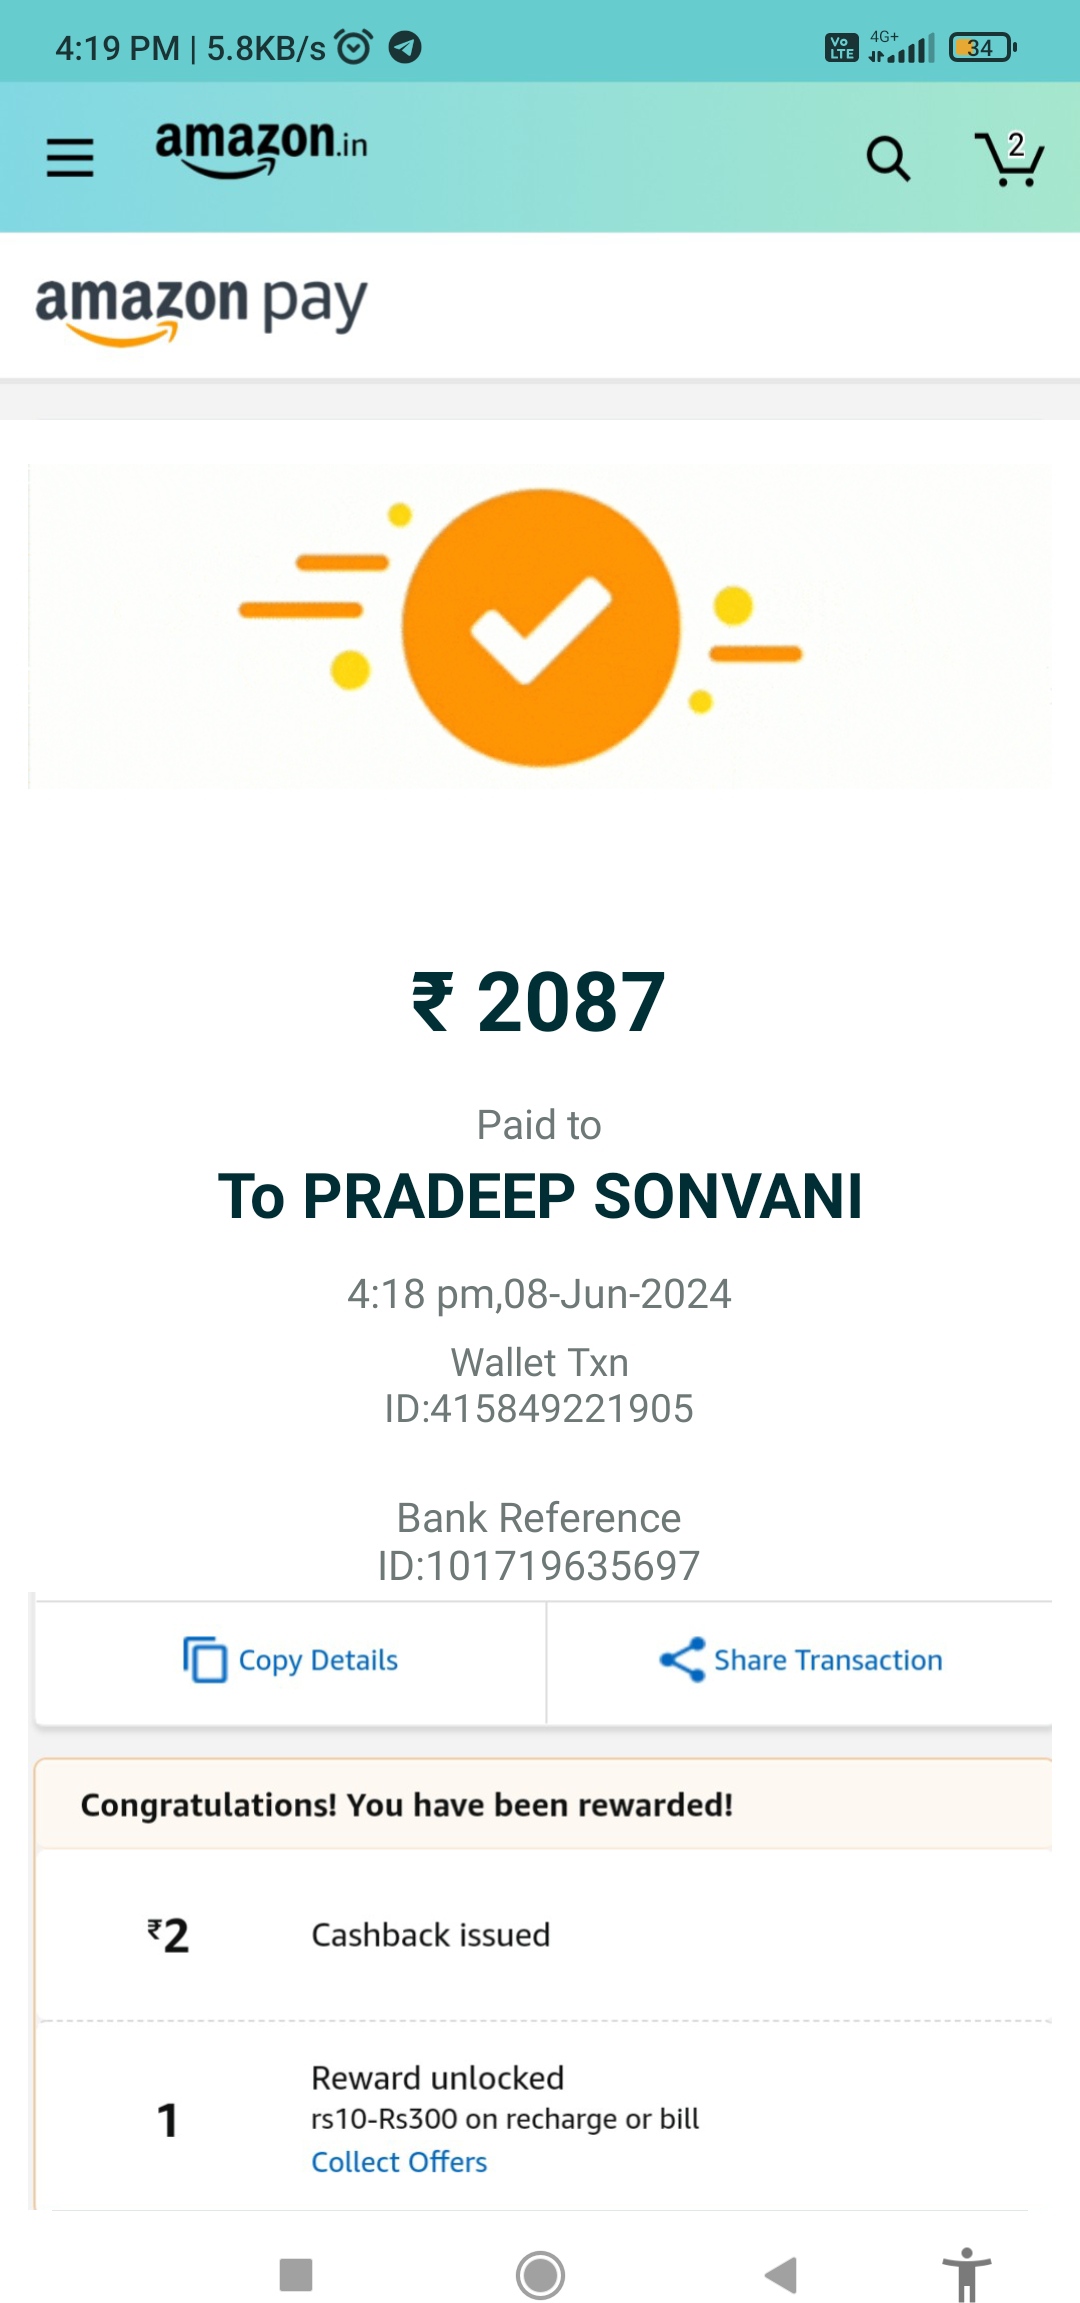 4:19 PM | 5.8KB/s
Vo LTE 4G+ 34
amazon.in
2
amazon pay
₹ 2087
Paid to
To PRADEEP SONVANI
4:18 pm,08-Jun-2024
Wallet Txn
ID:415849221905
Bank Reference
ID:101719635697
Copy Details Share Transaction
Congratulations! You have been rewarded!
₹2 Cashback issued
Reward unlocked
1 rs10-Rs300 on recharge or bill
Collect Offers